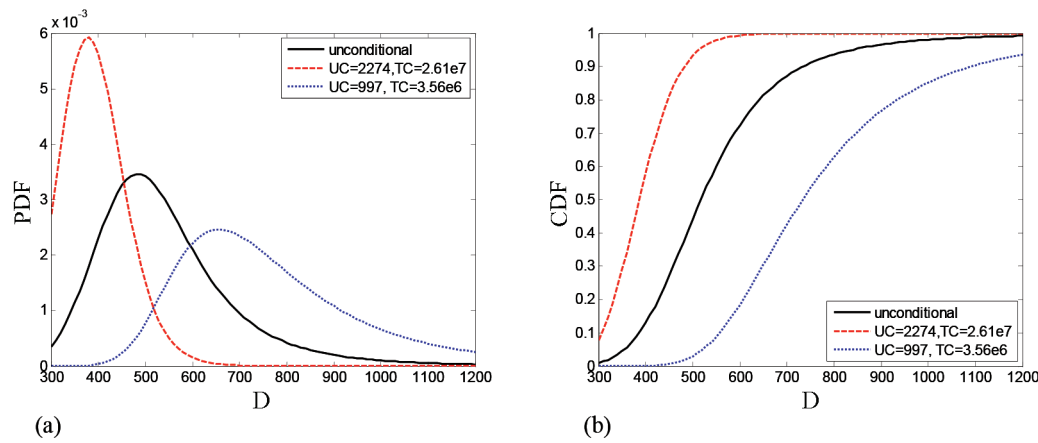 × 10⁻³
6
5
4
3
2
1
0
PDF
300 400 500 600 700 800 900 1000 1100 1200
D
unconditional
UC=2274,TC=2.61e7
UC=997, TC=3.56e6
(a)
1
0.9
0.8
0.7
0.6
0.5
0.4
0.3
0.2
0.1
0
CDF
300 400 500 600 700 800 900 1000 1100 1200
D
unconditional
UC=2274,TC=2.61e7
UC=997, TC=3.56e6
(b)